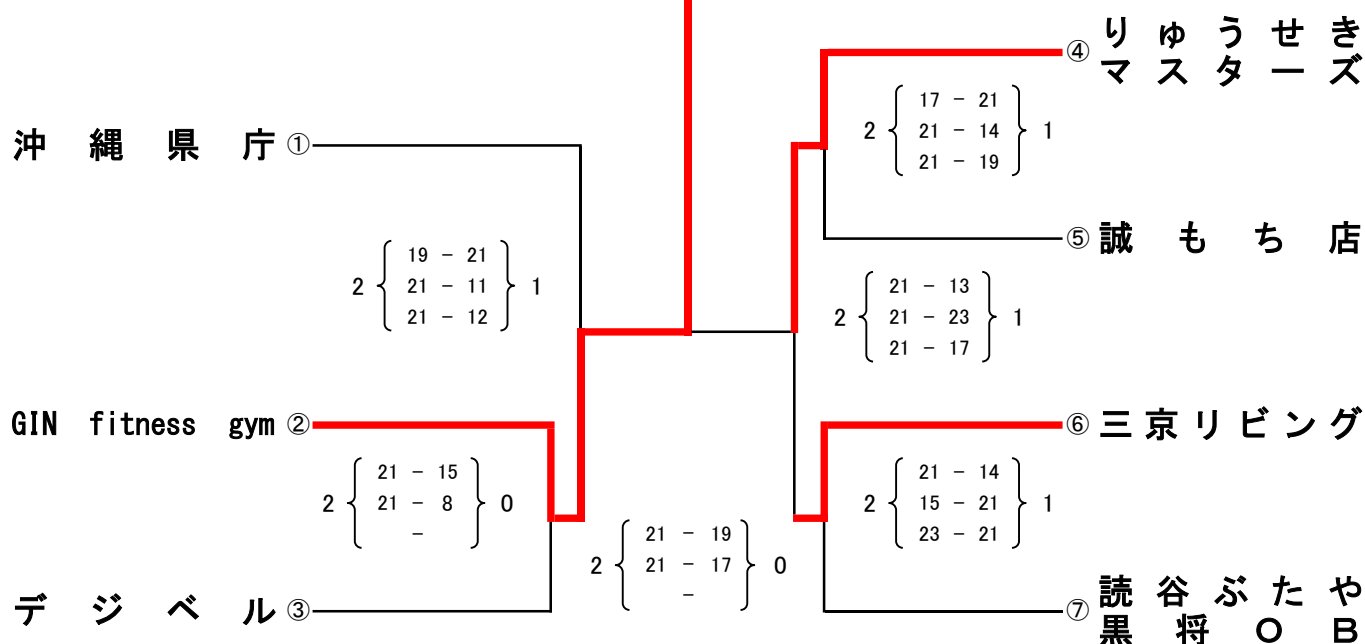 沖縄県庁 ①
2 { 19 - 21 } 1
21 - 11
21 - 12
GIN fitness gym ②
2 { 21 - 15 } 0
21 - 8
-
デジベル ③
2 { 21 - 19 } 0
21 - 17
-
④ りゅうせき
マスターズ
2 { 17 - 21 } 1
21 - 14
21 - 19
⑤ 誠もち店
2 { 21 - 13 } 1
21 - 23
21 - 17
⑥ 三京リビング
2 { 21 - 14 } 1
15 - 21
23 - 21
⑦ 読谷ぶたや
黒将OB